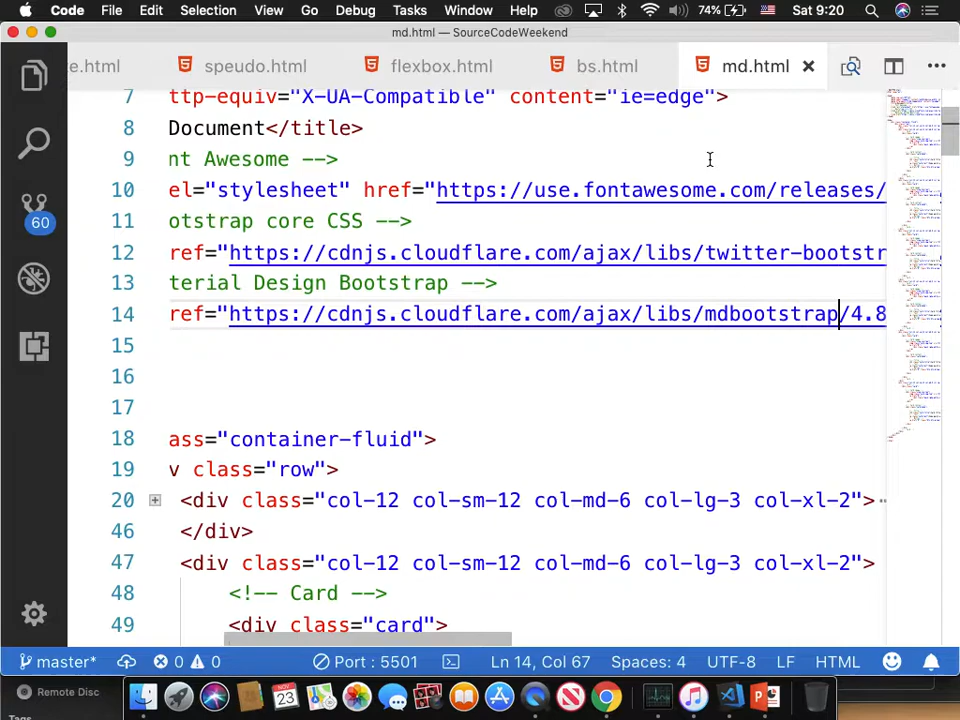 Code File Edit Selection View Go Debug Tasks Window Help 74% Sat 9:20
md.html — SourceCodeWeekend
e.html speudo.html flexbox.html bs.html md.html
7 ttp-equiv="X-UA-Compatible" content="ie=edge">
8 Document</title>
9 nt Awesome -->
10 el="stylesheet" href="https://use.fontawesome.com/releases/
11 otstrap core CSS -->
12 ref="https://cdnjs.cloudflare.com/ajax/libs/twitter-bootstr
13 terial Design Bootstrap -->
14 ref="https://cdnjs.cloudflare.com/ajax/libs/mdbootstrap/4.8
15
16
17
18 ass="container-fluid">
19 v class="row">
20 <div class="col-12 col-sm-12 col-md-6 col-lg-3 col-xl-2">
46 </div>
47 <div class="col-12 col-sm-12 col-md-6 col-lg-3 col-xl-2">
48 <!-- Card -->
49 <div class="card">
60
master* 0 0 Port : 5501 Ln 14, Col 67 Spaces: 4 UTF-8 LF HTML
Remote Disc
NOV
23
Tags